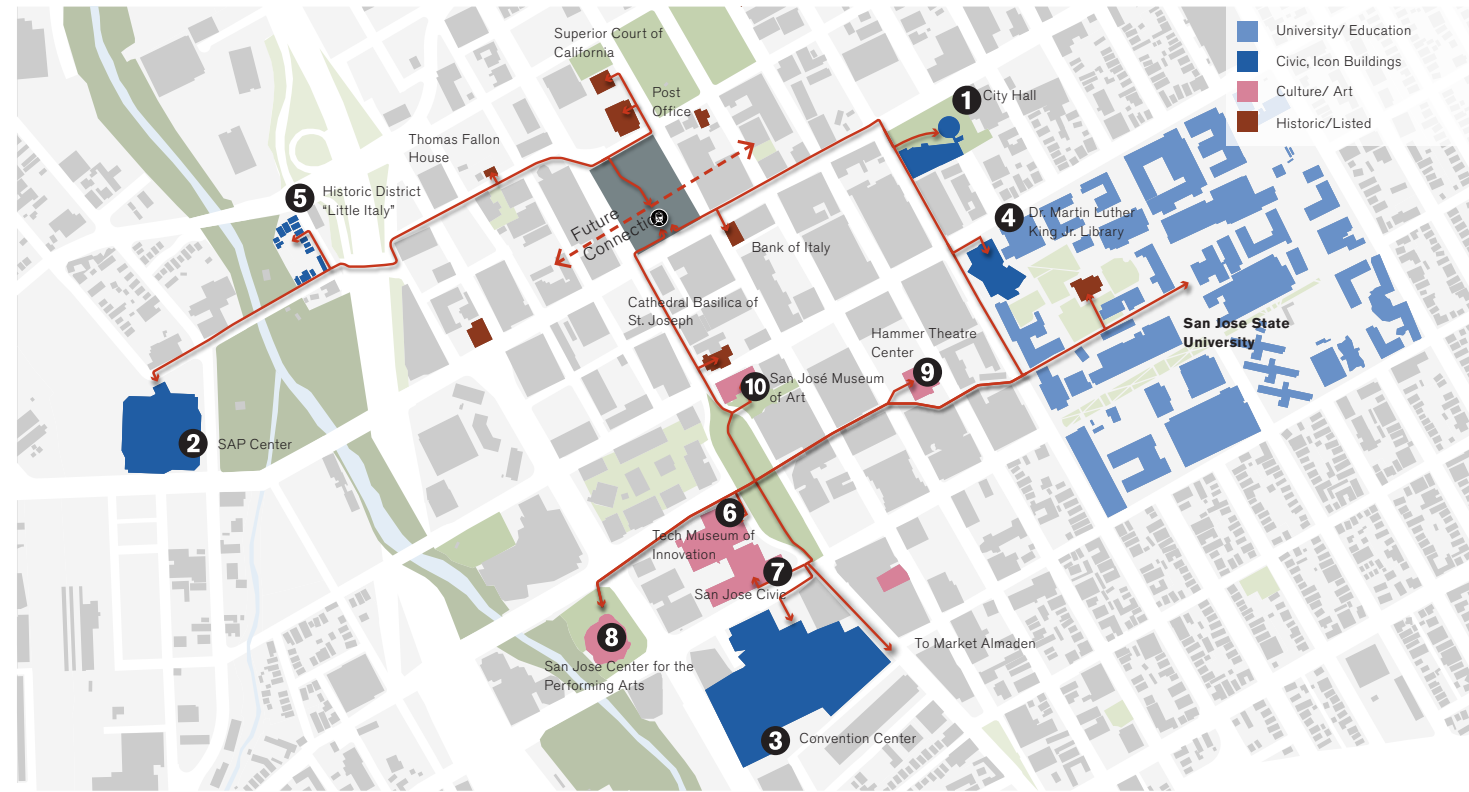 Superior Court of
California
Post
Office
Thomas Fallon
House
1
City Hall
University/ Education
Civic, Icon Buildings
Culture/ Art
Historic/Listed
5
Historic District
“Little Italy”
Future
Connection
Bank of Italy
4
Dr. Martin Luther
King Jr. Library
Cathedral Basilica of
St. Joseph
Hammer Theatre
Center
9
San Jose State
University
10
San José Museum
of Art
2
SAP Center
6
Tech Museum of
Innovation
7
San Jose Civic
8
San Jose Center for the
Performing Arts
To Market Almaden
3
Convention Center